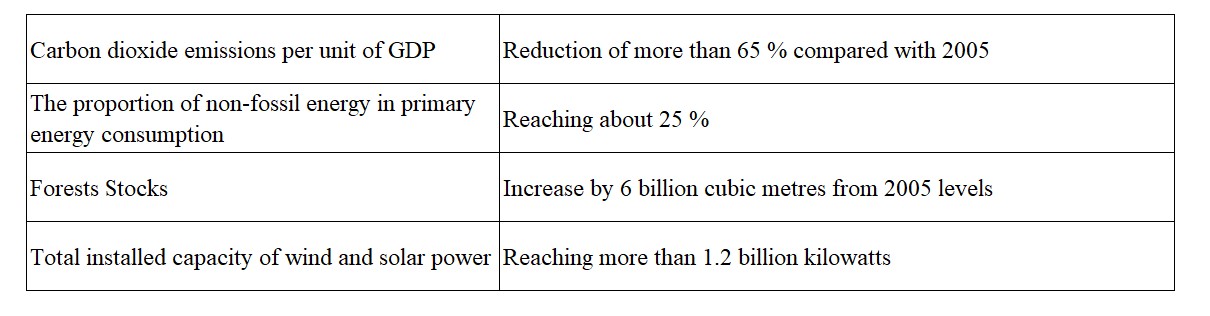 Carbon dioxide emissions per unit of GDP
Reduction of more than 65 % compared with 2005
The proportion of non-fossil energy in primary
energy consumption
Reaching about 25 %
Forests Stocks
Increase by 6 billion cubic metres from 2005 levels
Total installed capacity of wind and solar power
Reaching more than 1.2 billion kilowatts